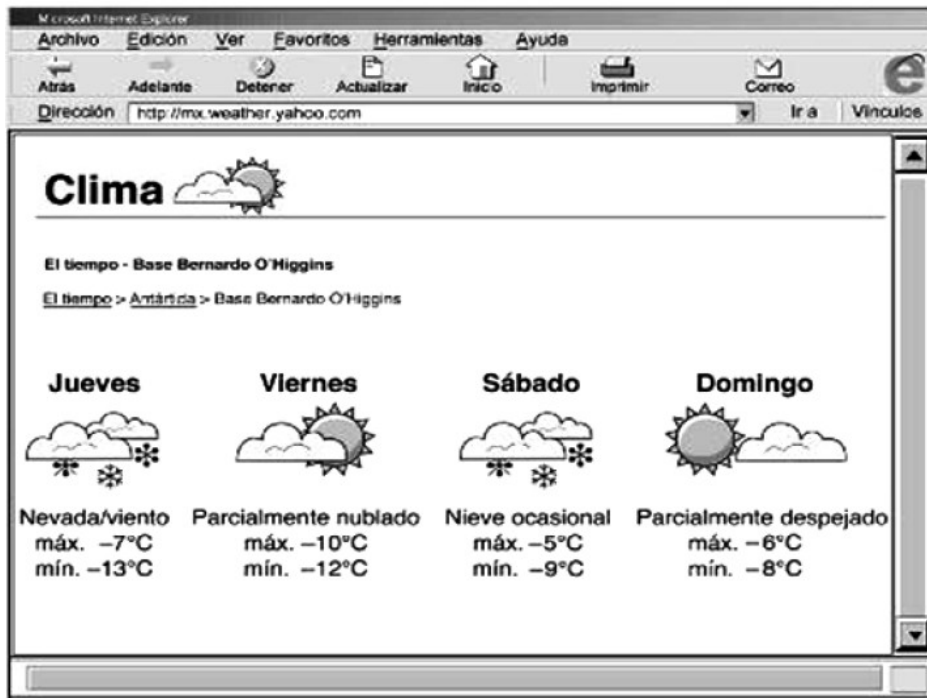 Microsoft Internet Explorer
Archivo Edición Ver Favoritos Herramientas Ayuda
Atrás Adelante Detener Actualizar Inicio Imprimir Correo
Dirección http://mx.weather.yahoo.com Ir a Vínculos
Clima
El tiempo - Base Bernardo O'Higgins
El tiempo > Antártida > Base Bernardo O'Higgins
Jueves Viernes Sábado Domingo
Nevada/viento Parcialmente nublado Nieve ocasional Parcialmente despejado
máx. –7°C máx. –10°C máx. –5°C máx. –6°C
mín. –13°C mín. –12°C mín. –9°C mín. –8°C